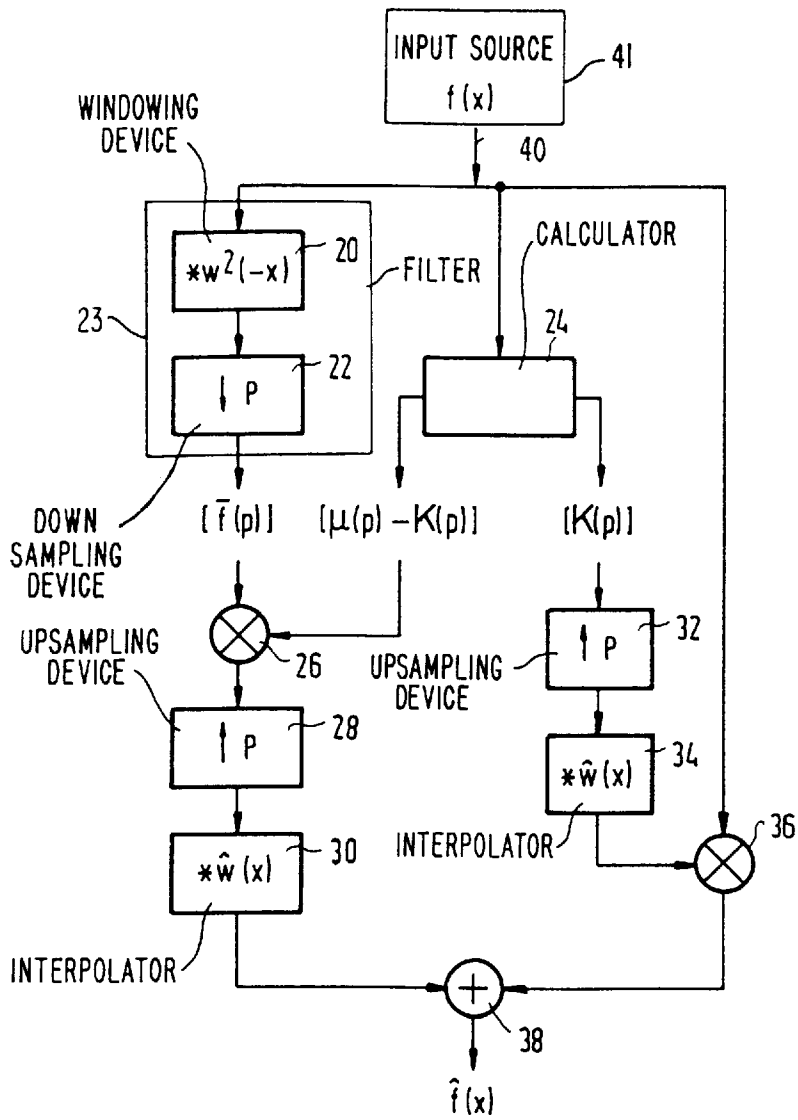 INPUT SOURCE
f(x)
41
40
WINDOWING
DEVICE
20
*w²(-x)
FILTER
CALCULATOR
23
24
22
↓ P
[f̄(p)]
[μ(p) - K(p)]
[K(p)]
DOWN
SAMPLING
DEVICE
26
UPSAMPLING
DEVICE
28
↑ P
32
↑ P
UPSAMPLING
DEVICE
34
*ŵ(x)
INTERPOLATOR
36
30
*ŵ(x)
INTERPOLATOR
+
38
f̂(x)